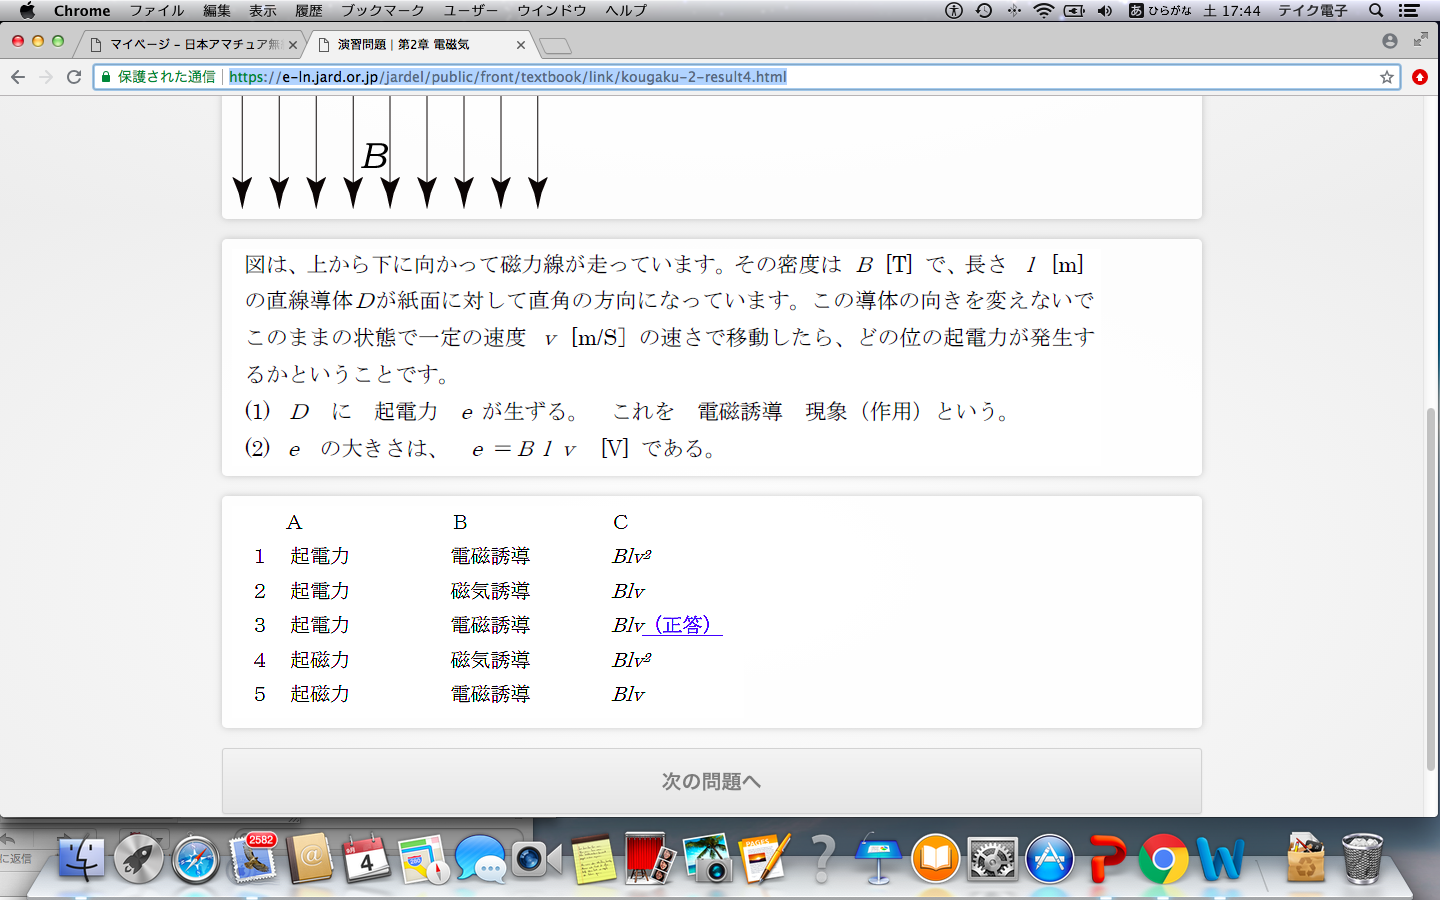 Chrome ファイル 編集 表示 履歴 ブックマーク ユーザー ウインドウ ヘルプ あ ひらがな 土 17:44 テイク電子
マイページ - 日本アマチュア無 演習問題 | 第2章 電磁気
保護された通信 https://e-ln.jard.or.jp/jardel/public/front/textbook/link/kougaku-2-result4.html
B
図は、上から下に向かって磁力線が走っています。その密度は B [T] で、長さ l [m]
の直線導体Dが紙面に対して直角の方向になっています。この導体の向きを変えないで
このままの状態で一定の速度 v [m/S] の速さで移動したら、どの位の起電力が発生す
るかということです。
(1) D に 起電力 e が生ずる。 これを 電磁誘導 現象（作用）という。
(2) e の大きさは、 e = B l v [V] である。
A B C
1 起電力 電磁誘導 Blv²
2 起電力 磁気誘導 Blv
3 起電力 電磁誘導 Blv （正答）
4 起磁力 磁気誘導 Blv²
5 起磁力 電磁誘導 Blv
次の問題へ
に返信
2582
4
PAGES